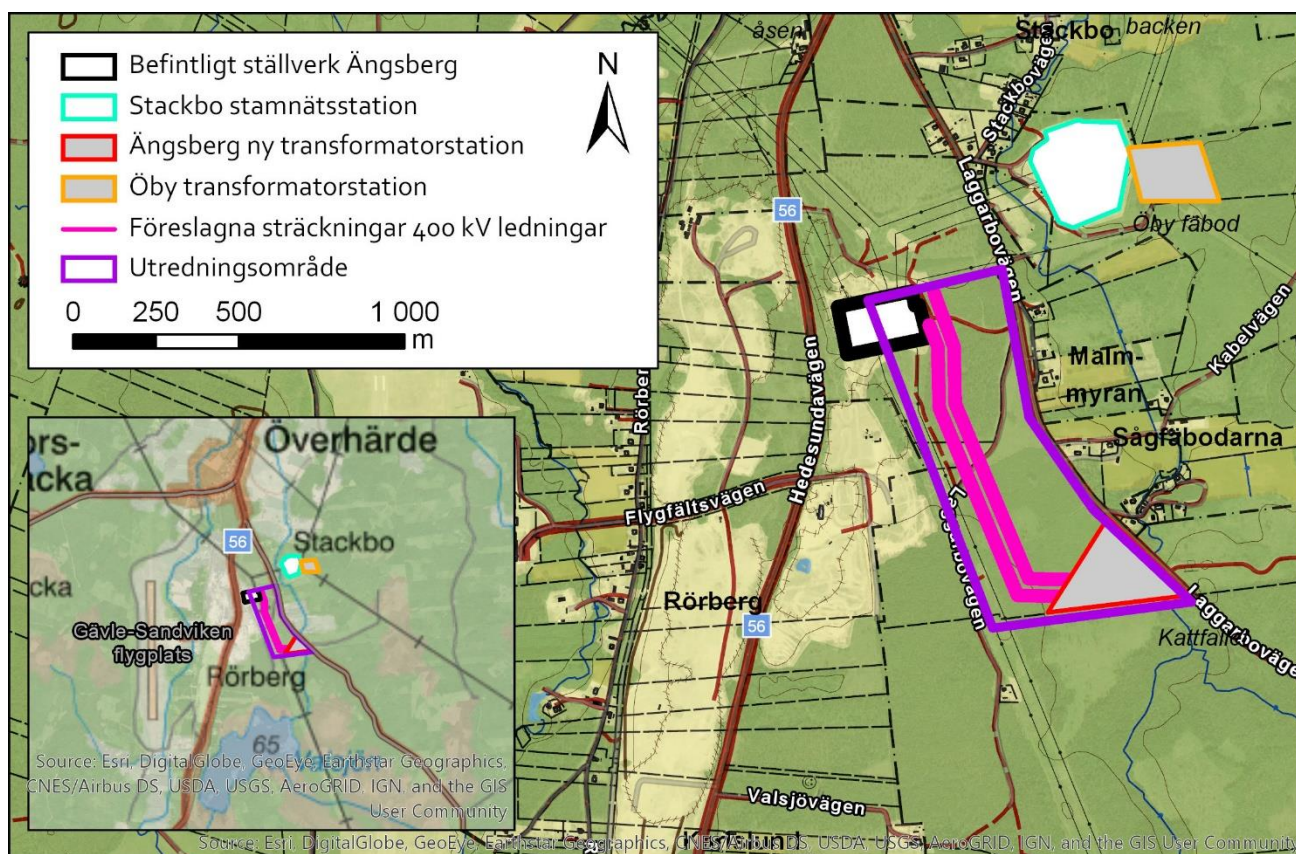 Befintligt ställverk Ängsberg
Stackbo stamnätsstation
Ängsberg ny transformatorstation
Öby transformatorstation
Föreslagna sträckningar 400 kV ledningar
Utredningsområde
0 250 500 1 000
m
N
åsen
Stackbo
backen
Stackbovägen
Laggarbovägen
56
Öby fäbod
Kabelvägen
Laggarbovägen
Malm-
myran
Sågfäbodarna
Hedesundavägen
Flygfältsvägen
Rörberg
56
Laggarbovägen
Kattfallet
Valsjövägen
Överhärde
56
Stackbo
Gävle-Sandviken
flygplats
Rörberg
65
Source: Esri, DigitalGlobe, GeoEye, Earthstar Geographics,
CNES/Airbus DS, USDA, USGS, AeroGRID, IGN, and the GIS
User Community
Source: Esri, DigitalGlobe, GeoEye, Earthstar Geographics, CNES/Airbus DS, USDA, USGS, AeroGRID, IGN, and the GIS User Community